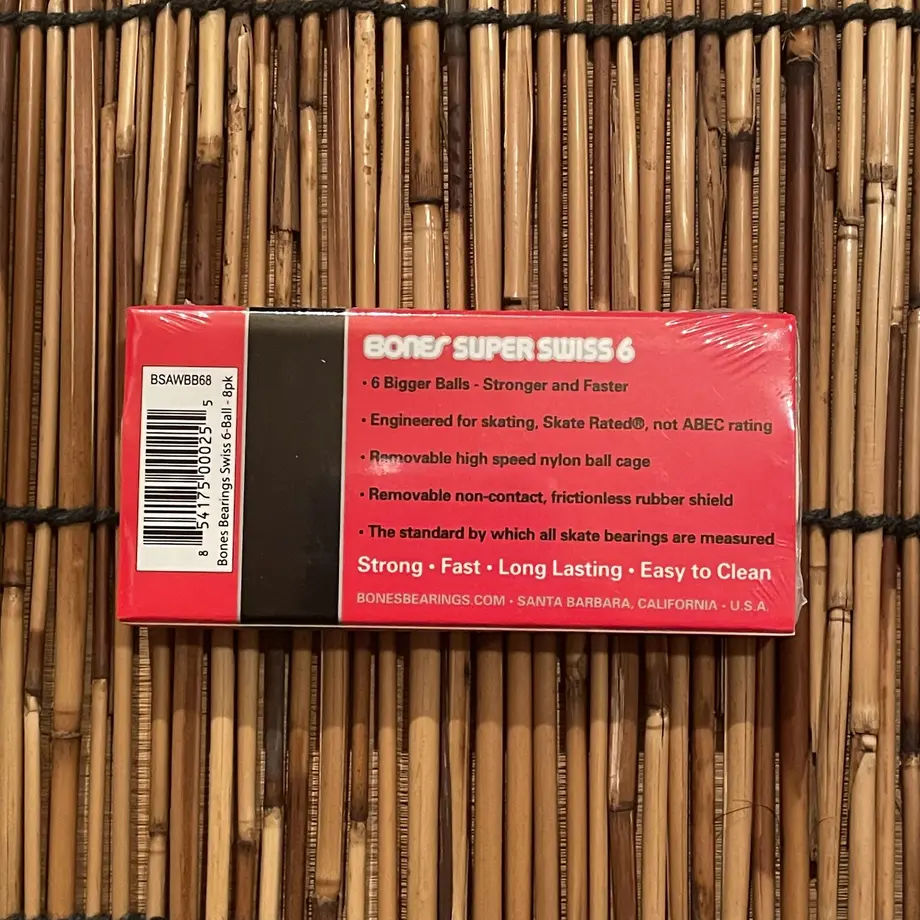 BSAWBB68
8 54175 00025 5
Bones Bearings Swiss 6-Ball - 8pk
BONES SUPER SWISS 6
• 6 Bigger Balls - Stronger and Faster
• Engineered for skating, Skate Rated®, not ABEC rating
• Removable high speed nylon ball cage
• Removable non-contact, frictionless rubber shield
• The standard by which all skate bearings are measured
Strong • Fast • Long Lasting • Easy to Clean
BONESBEARINGS.COM • SANTA BARBARA, CALIFORNIA • U.S.A.